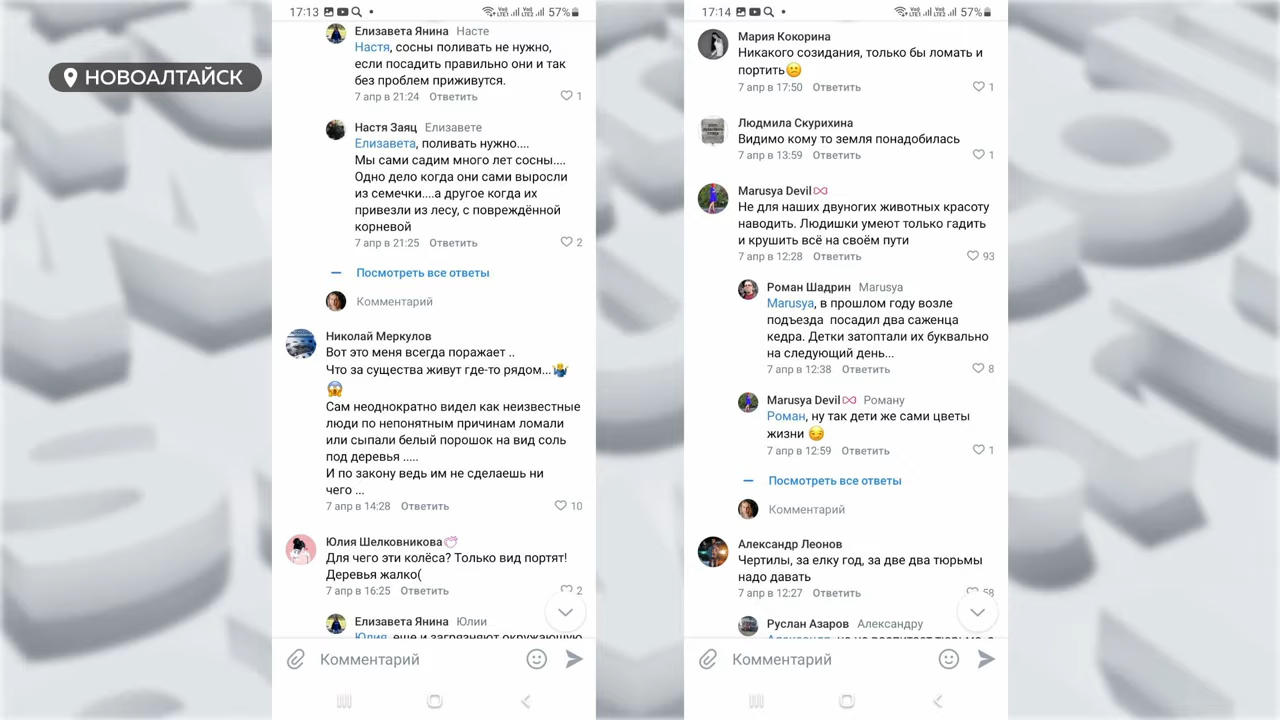 НОВОАЛТАЙСК
17:13
57%
Елизавета Янина Насте
Настя, сосны поливать не нужно,
если посадить правильно они и так
без проблем приживутся.
7 апр в 21:24 Ответить 1
Настя Заяц Елизавете
Елизавета, поливать нужно....
Мы сами садим много лет сосны....
Одно дело когда они сами выросли
из семечки....а другое когда их
привезли из лесу, с повреждённой
корневой
7 апр в 21:25 Ответить 2
Посмотреть все ответы
Комментарий
Николай Меркулов
Вот это меня всегда поражает ..
Что за существа живут где-то рядом...🤷‍♂️
😱
Сам неоднократно видел как неизвестные
люди по непонятным причинам ломали
или сыпали белый порошок на вид соль
под деревья .....
И по закону ведь им не сделаешь ни
чего ...
7 апр в 14:28 Ответить 10
Юлия Шелковникова
Для чего эти колёса? Только вид портят!
Деревья жалко(
7 апр в 16:25 Ответить 2
Елизавета Янина Юлии
Юлия, еще и загрязняют окружающую
Комментарий
17:14
57%
Мария Кокорина
Никакого созидания, только бы ломать и
портить🙁
7 апр в 17:50 Ответить 1
Людмила Скурихина
Видимо кому то земля понадобилась
7 апр в 13:59 Ответить 1
Marusya Devil
Не для наших двуногих животных красоту
наводить. Людишки умеют только гадить
и крушить всё на своём пути
7 апр в 12:28 Ответить 93
Роман Шадрин Marusya
Marusya, в прошлом году возле
подъезда посадил два саженца
кедра. Детки затоптали их буквально
на следующий день...
7 апр в 12:38 Ответить 8
Marusya Devil Роману
Роман, ну так дети же сами цветы
жизни 😏
7 апр в 12:59 Ответить 1
Посмотреть все ответы
Комментарий
Александр Леонов
Чертилы, за елку год, за две два тюрьмы
надо давать
7 апр в 12:27 Ответить 58
Руслан Азаров Александру
Комментарий